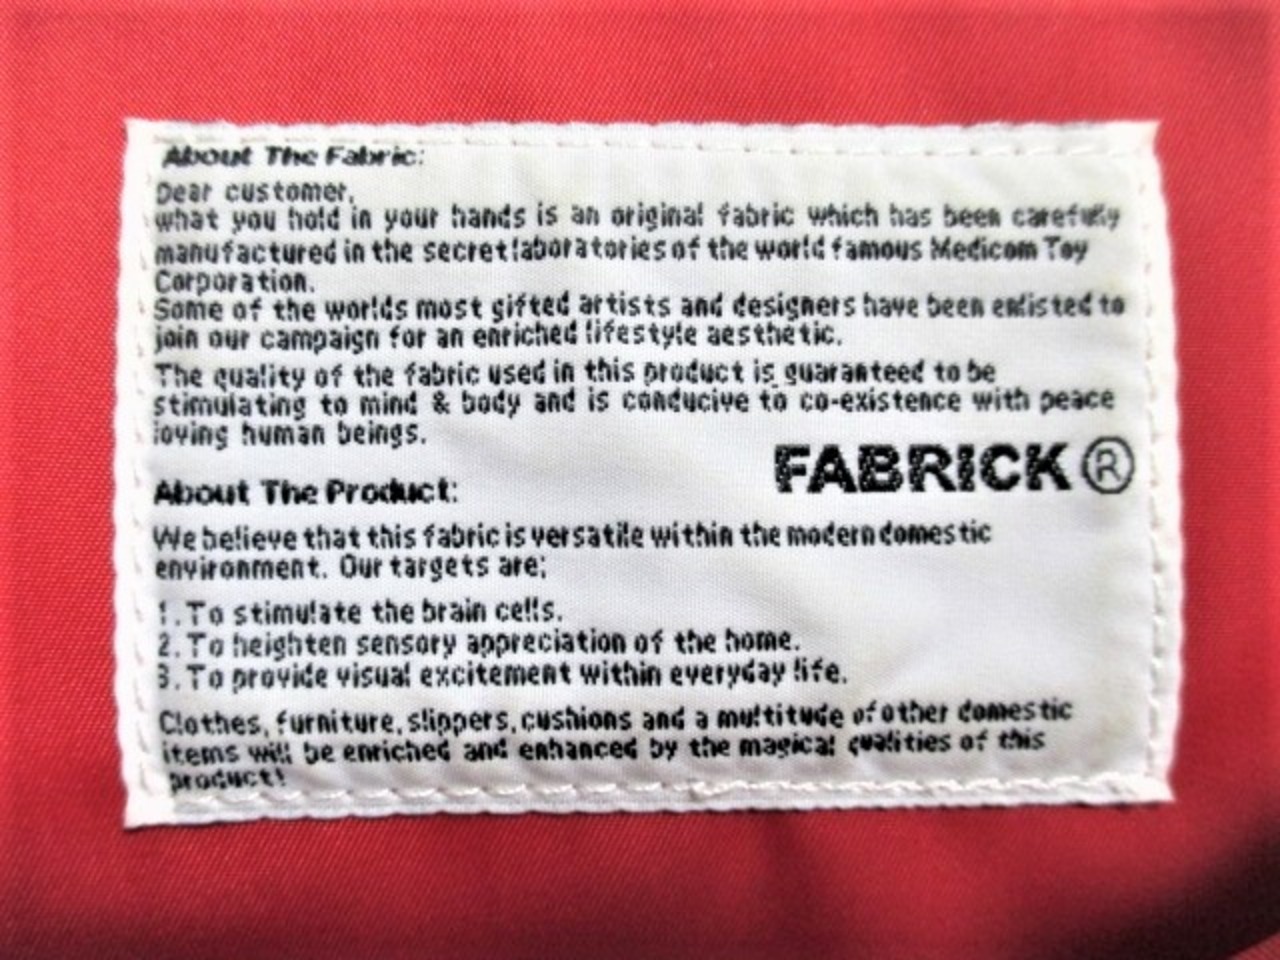 About The Fabric:
Dear customer,
what you hold in your hands is an original fabric which has been carefully
manufactured in the secret laboratories of the world famous Medicom Toy
Corporation.
Some of the worlds most gifted artists and designers have been enlisted to
join our campaign for an enriched lifestyle aesthetic.
The quality of the fabric used in this product is guaranteed to be
stimulating to mind & body and is conducive to co-existence with peace
loving human beings.
FABRICK ®
About The Product:
We believe that this fabric is versatile within the modern domestic
environment. Our targets are;
1. To stimulate the brain cells.
2. To heighten sensory appreciation of the home.
3. To provide visual excitement within everyday life.
Clothes, furniture, slippers, cushions and a multitude of other domestic
items will be enriched and enhanced by the magical qualities of this
product!